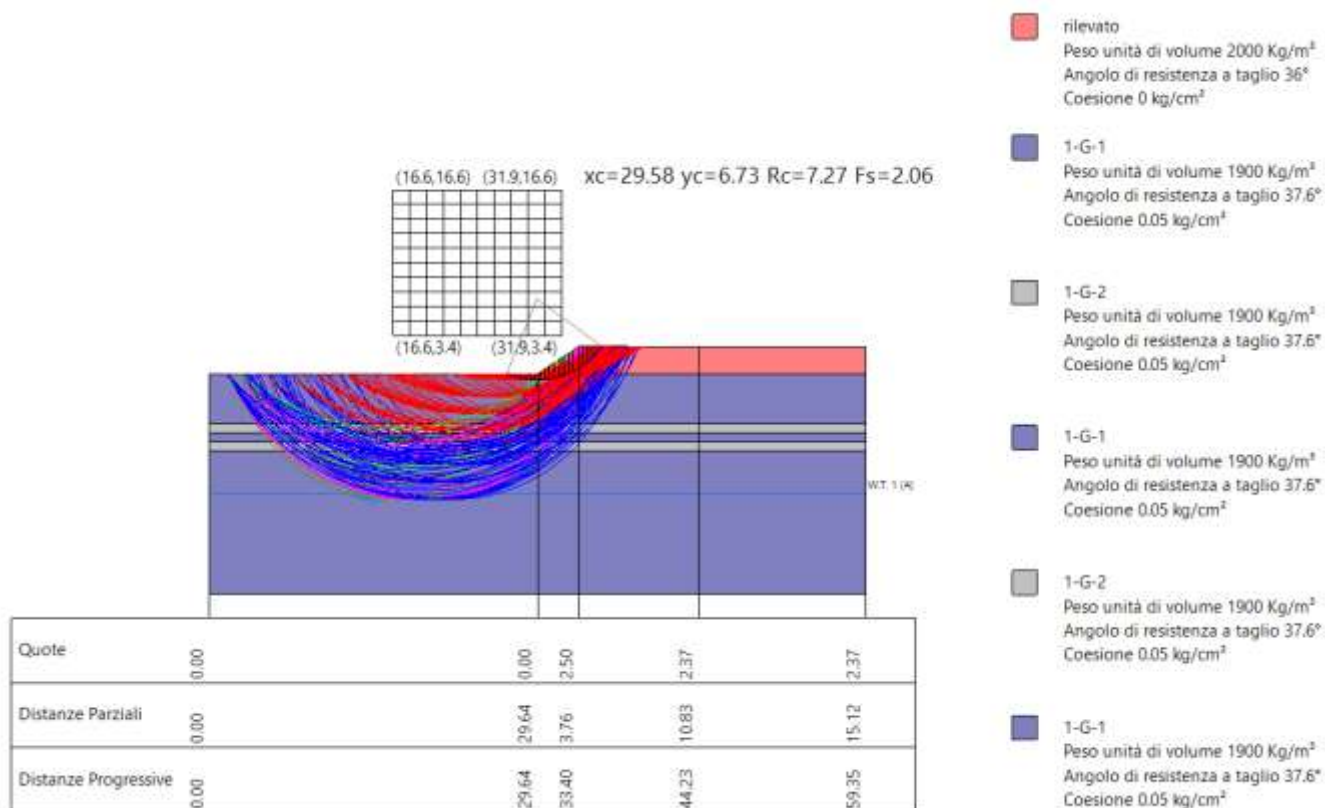 rilevato
Peso unità di volume 2000 Kg/m³
Angolo di resistenza a taglio 36°
Coesione 0 kg/cm²
1-G-1
Peso unità di volume 1900 Kg/m³
Angolo di resistenza a taglio 37.6°
Coesione 0.05 kg/cm²
1-G-2
Peso unità di volume 1900 Kg/m³
Angolo di resistenza a taglio 37.6°
Coesione 0.05 kg/cm²
1-G-1
Peso unità di volume 1900 Kg/m³
Angolo di resistenza a taglio 37.6°
Coesione 0.05 kg/cm²
1-G-2
Peso unità di volume 1900 Kg/m³
Angolo di resistenza a taglio 37.6°
Coesione 0.05 kg/cm²
1-G-1
Peso unità di volume 1900 Kg/m³
Angolo di resistenza a taglio 37.6°
Coesione 0.05 kg/cm²
(16.6,16.6) (31.9,16.6) xc=29.58 yc=6.73 Rc=7.27 Fs=2.06
(16.6,3.4) (31.9,3.4)
W.T. 1 (A)
Quote 0.00 0.00 2.50 2.37 2.37
Distanze Parziali 0.00 29.64 3.76 10.83 15.12
Distanze Progressive 0.00 29.64 33.40 44.23 59.35